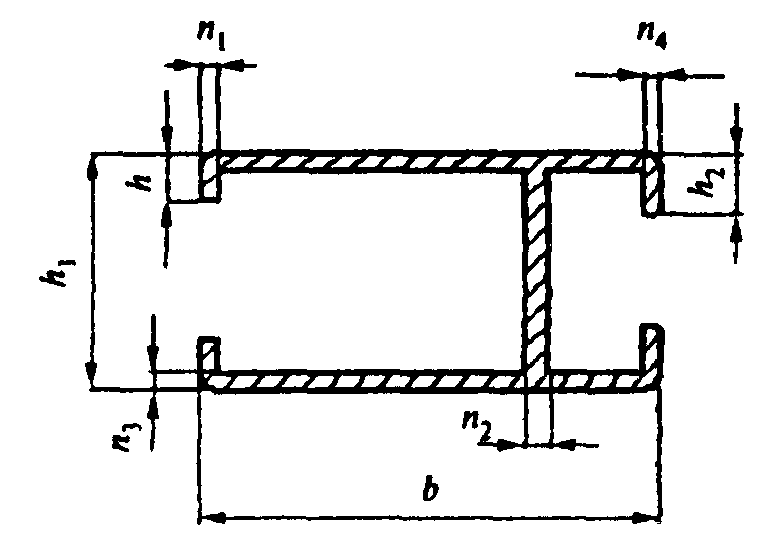 n₁ n₄
h h₂
h₁
n₃ n₂
b